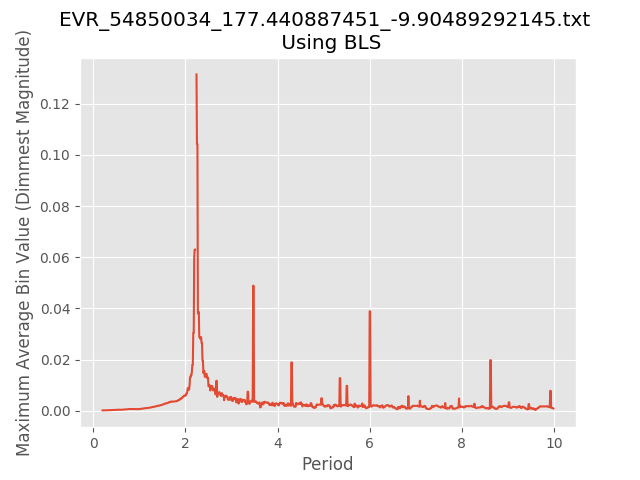 EVR_54850034_177.440887451_-9.90489292145.txt
Using BLS
Maximum Average Bin Value (Dimmest Magnitude)
0.12
0.10
0.08
0.06
0.04
0.02
0.00
0 2 4 6 8 10
Period